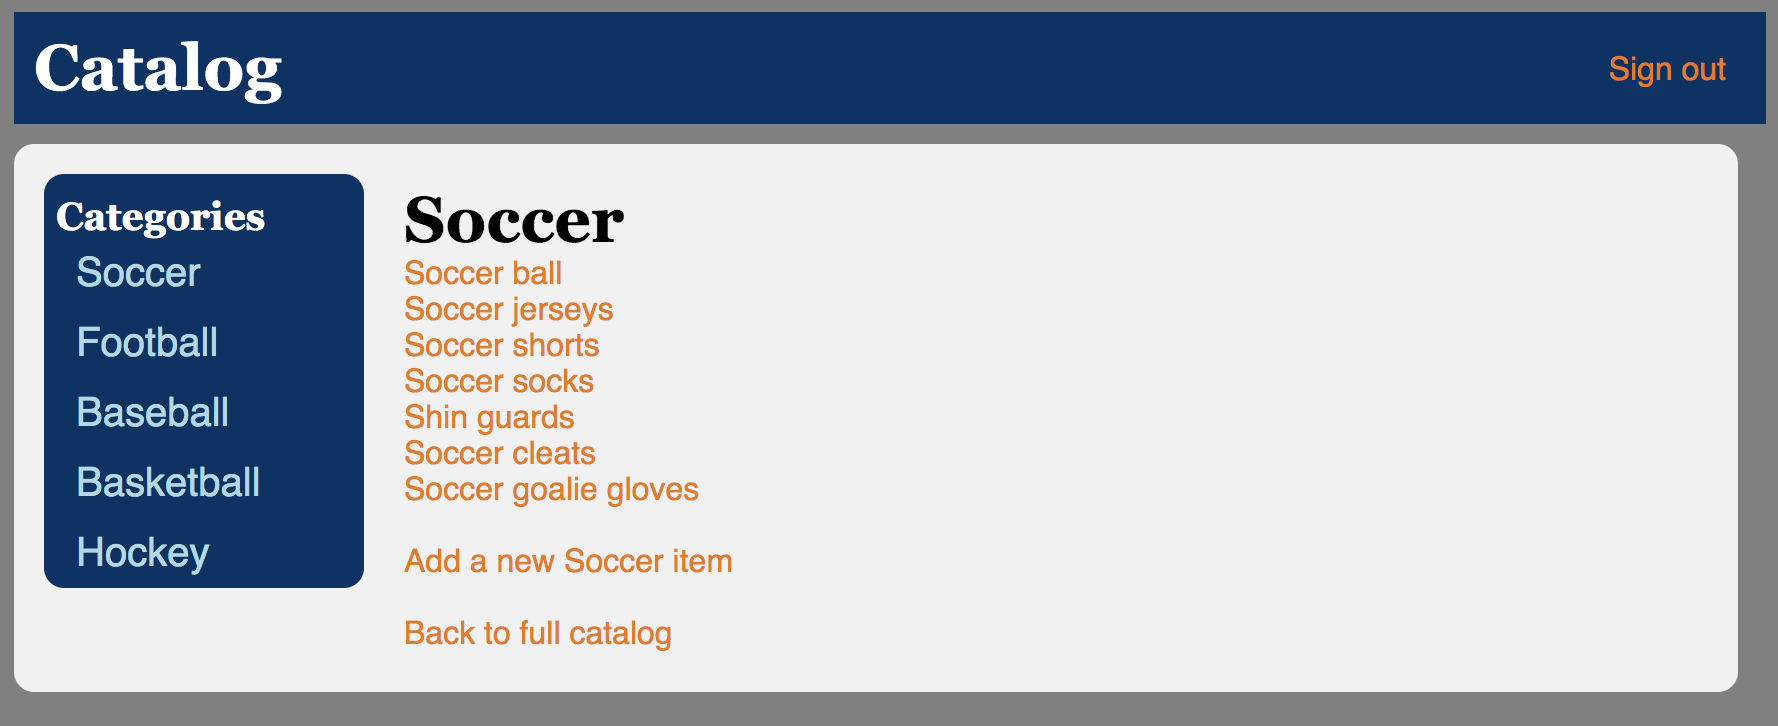 Catalog
Sign out
Categories
Soccer
Football
Baseball
Basketball
Hockey
Soccer
Soccer ball
Soccer jerseys
Soccer shorts
Soccer socks
Shin guards
Soccer cleats
Soccer goalie gloves
Add a new Soccer item
Back to full catalog